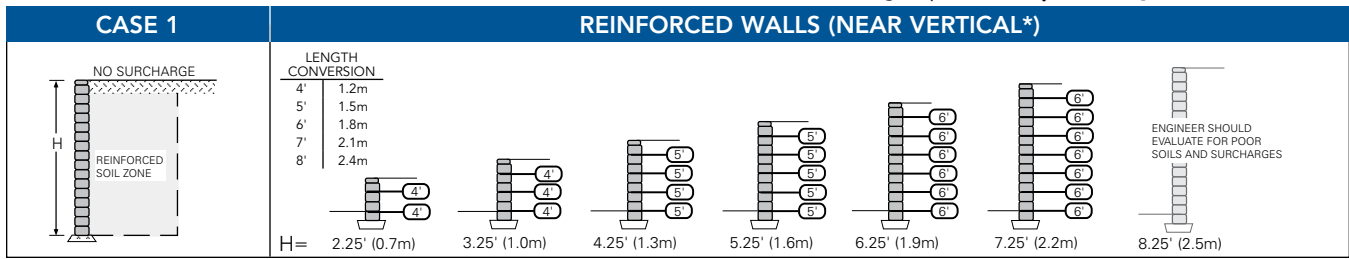 CASE 1
REINFORCED WALLS (NEAR VERTICAL*)
NO SURCHARGE
H
REINFORCED
SOIL ZONE
LENGTH
CONVERSION
4' 1.2m
5' 1.5m
6' 1.8m
7' 2.1m
8' 2.4m
4'
4'
4'
4'
4'
5'
5'
5'
5'
5'
5'
5'
5'
5'
6'
6'
6'
6'
6'
6'
6'
6'
6'
6'
6'
6'
6'
ENGINEER SHOULD
EVALUATE FOR POOR
SOILS AND SURCHARGES
H= 2.25' (0.7m) 3.25' (1.0m) 4.25' (1.3m) 5.25' (1.6m) 6.25' (1.9m) 7.25' (2.2m) 8.25' (2.5m)